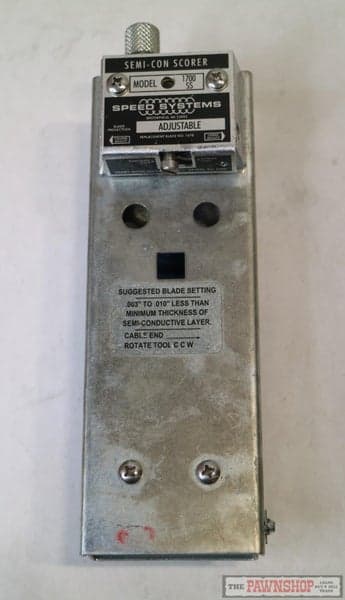 SEMI-CON SCORER
MODEL 1700
SS
SPEED SYSTEMS
ADJUSTABLE
SUGGESTED BLADE SETTING
.003" TO .010" LESS THAN
MINIMUM THICKNESS OF
SEMI-CONDUCTIVE LAYER.
CABLE END
ROTATE TOOL C C W
THE PAWNSHOP